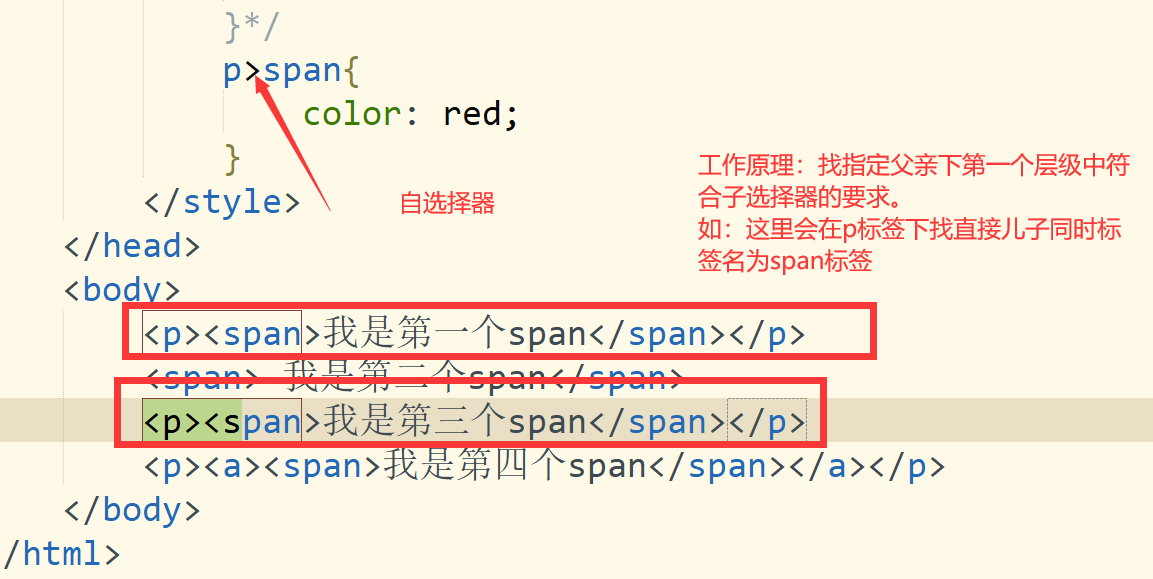 }*/
p>span{
color: red;
}
</style>
自选择器
工作原理：找指定父亲下第一个层级中符
合子选择器的要求。
如：这里会在p标签下找直接儿子同时标
签名为span标签
</head>
<body>
<p><span>我是第一个span</span></p>
<span> 我是第二个span</span>
<p><span>我是第三个span</span></p>
<p><a><span>我是第四个span</span></a></p>
</body>
/html>